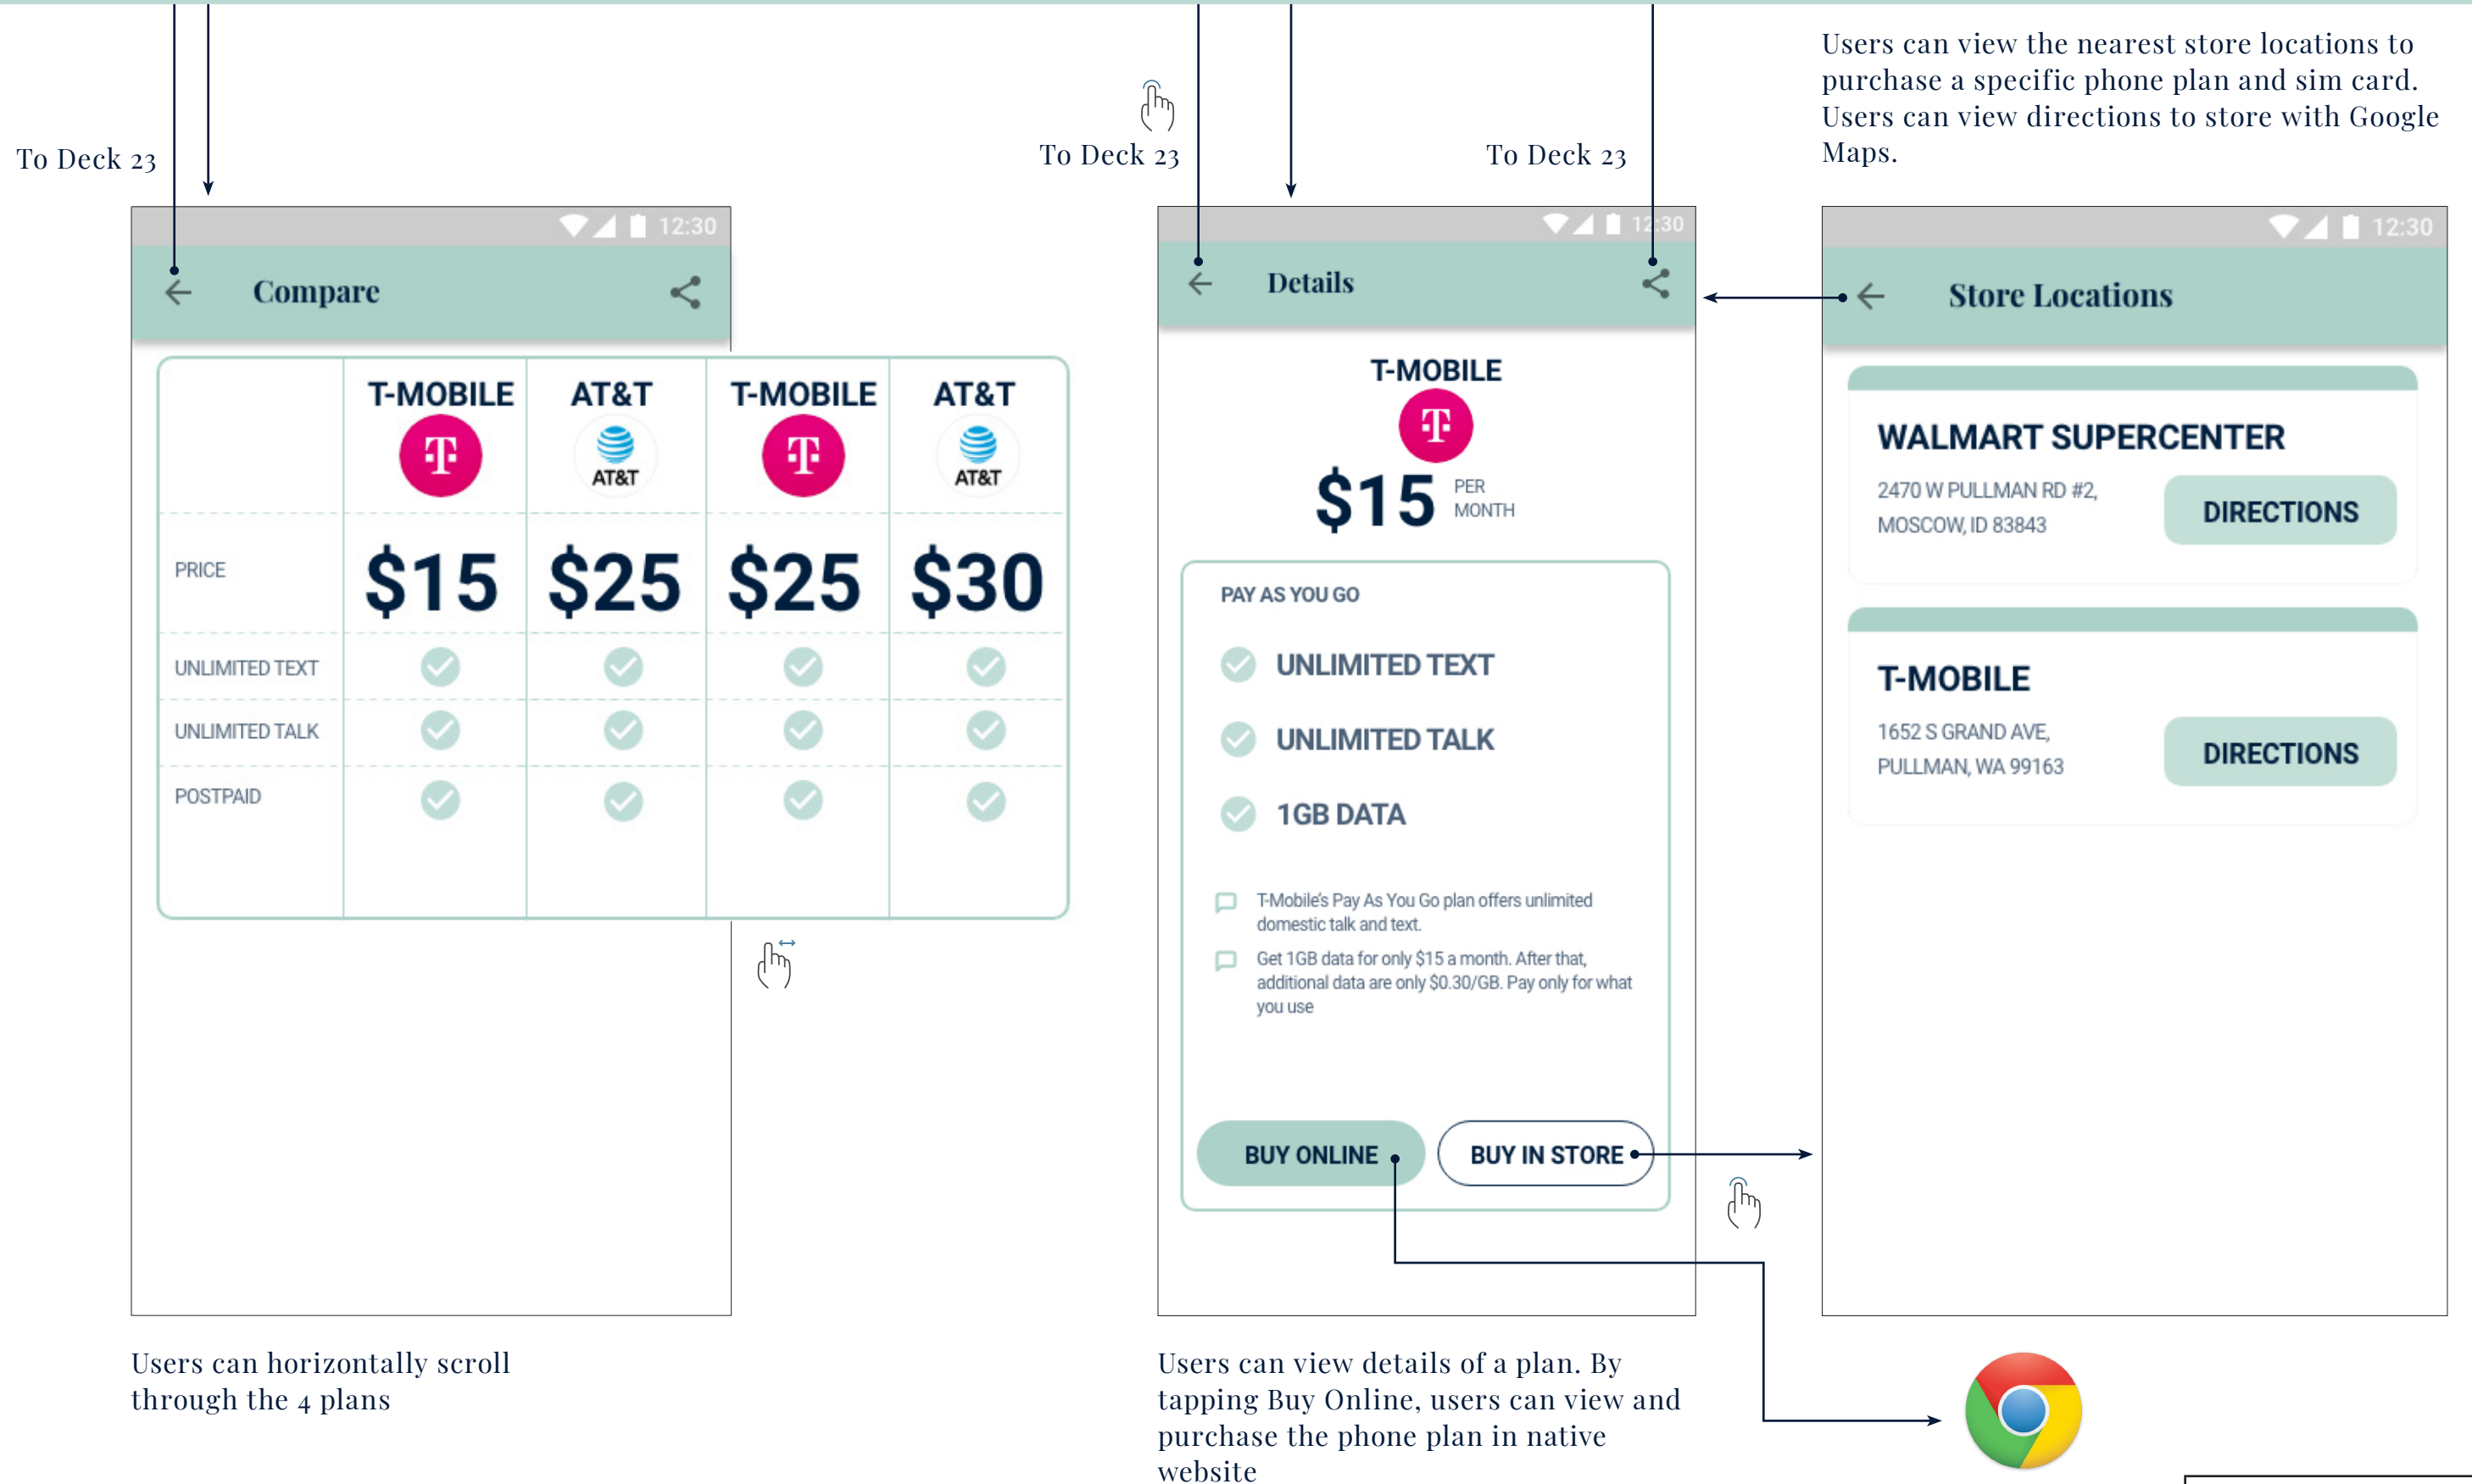 Users can view the nearest store locations to
purchase a specific phone plan and sim card.
Users can view directions to store with Google
Maps.
To Deck 23
To Deck 23
To Deck 23
12:30
Compare
T-MOBILE AT&T T-MOBILE AT&T
T AT&T T AT&T
PRICE $15 $25 $25 $30
UNLIMITED TEXT
UNLIMITED TALK
POSTPAID
Users can horizontally scroll
through the 4 plans
12:30
Details
T-MOBILE
T
$15 PER
MONTH
PAY AS YOU GO
UNLIMITED TEXT
UNLIMITED TALK
1GB DATA
T-Mobile's Pay As You Go plan offers unlimited
domestic talk and text.
Get 1GB data for only $15 a month. After that,
additional data are only $0.30/GB. Pay only for what
you use
BUY ONLINE BUY IN STORE
Users can view details of a plan. By
tapping Buy Online, users can view and
purchase the phone plan in native
website
12:30
Store Locations
WALMART SUPERCENTER
2470 W PULLMAN RD #2,
MOSCOW, ID 83843
DIRECTIONS
T-MOBILE
1652 S GRAND AVE,
PULLMAN, WA 99163
DIRECTIONS